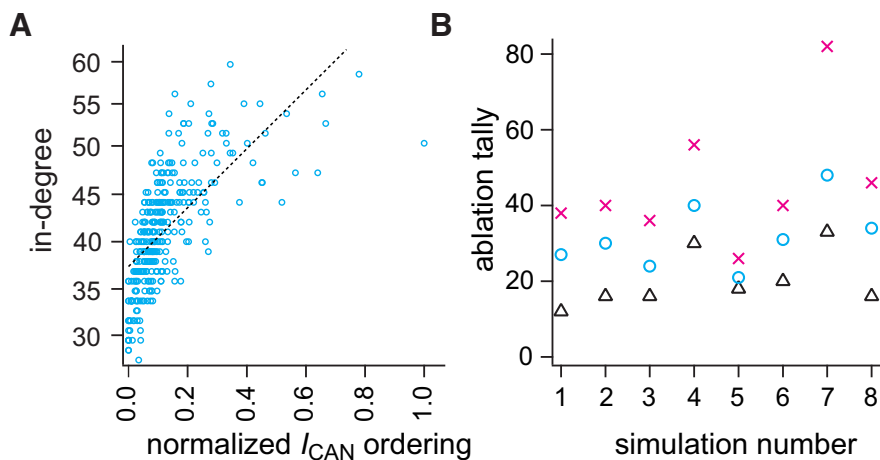 A
in-degree
60
55
50
45
40
35
30
0.0
0.2
0.4
0.6
0.8
1.0
normalized I_CAN ordering
B
ablation tally
80
60
40
20
0
1 2 3 4 5 6 7 8
simulation number